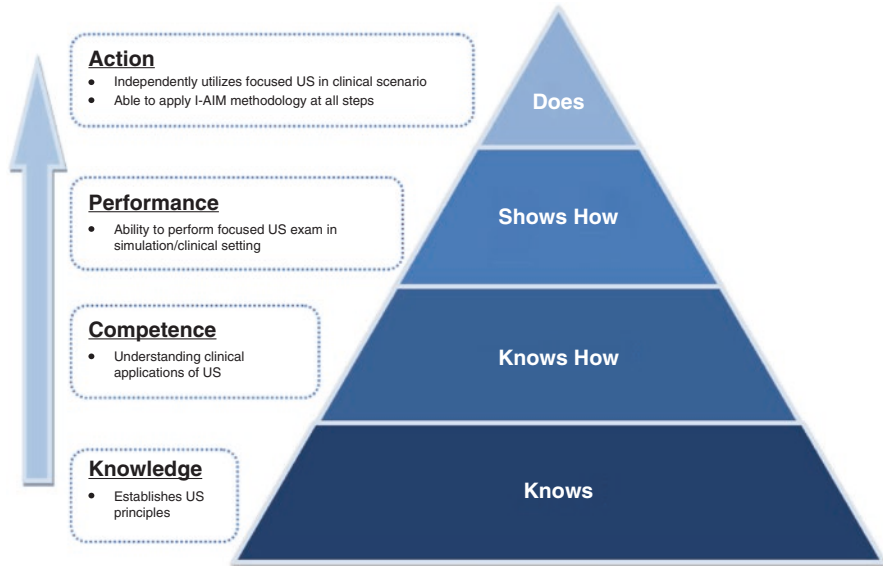 Action
• Independently utilizes focused US in clinical scenario
• Able to apply I-AIM methodology at all steps
Does
Performance
• Ability to perform focused US exam in
simulation/clinical setting
Shows How
Competence
• Understanding clinical
applications of US
Knows How
Knowledge
• Establishes US
principles
Knows